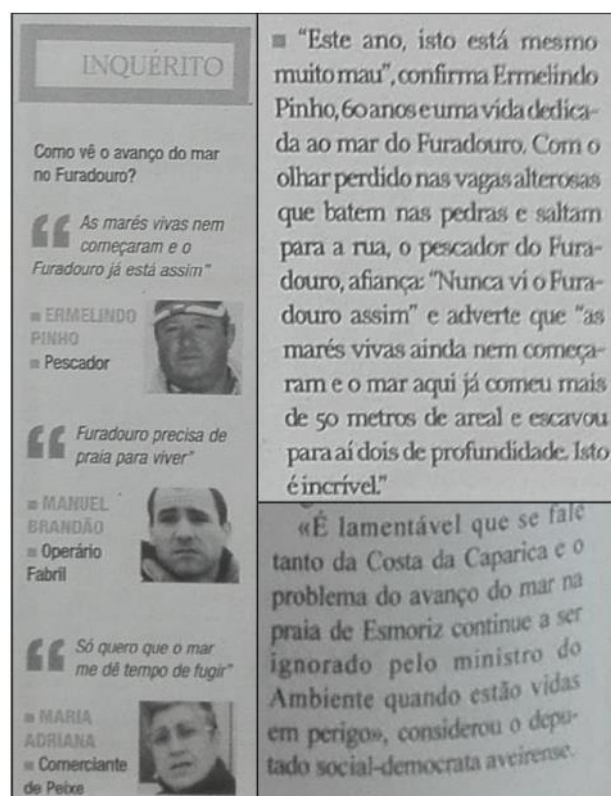 INQUÉRITO
Como vê o avanço do mar
no Furadouro?
“ As marés vivas nem
começaram e o
Furadouro já está assim”
■ ERMELINDO
PINHO
■ Pescador
“ Furadouro precisa de
praia para viver”
■ MANUEL
BRANDÃO
■ Operário
Fabril
“ Só quero que o mar
me dê tempo de fugir”
■ MARIA
ADRIANA
■ Comerciante
de Peixe
■ “Este ano, isto está mesmo
muito mau”, confirma Ermelindo
Pinho, 60 anos e uma vida dedica-
da ao mar do Furadouro. Com o
olhar perdido nas vagas alterosas
que batem nas pedras e saltam
para a rua, o pescador do Fura-
douro, afiança: “Nunca vi o Fura-
douro assim” e adverte que “as
marés vivas ainda nem começa-
ram e o mar aqui já comeu mais
de 50 metros de areal e escavou
para aí dois de profundidade. Isto
é incrível.”
«É lamentável que se fale
tanto da Costa da Caparica e o
problema do avanço do mar na
praia de Esmoriz continue a ser
ignorado pelo ministro do
Ambiente quando estão vidas
em perigo», considerou o depu-
tado social-democrata aveirense.